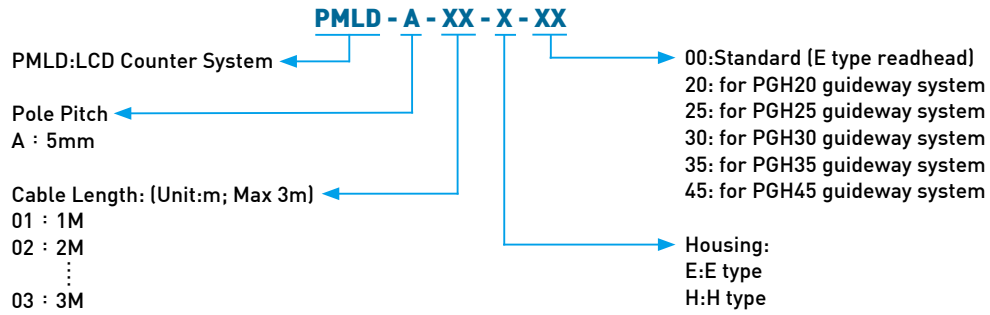 PMLD - A - XX - X - XX
PMLD:LCD Counter System
Pole Pitch
A：5mm
Cable Length: (Unit:m; Max 3m)
01：1M
02：2M
⋮
03：3M
00:Standard (E type readhead)
20: for PGH20 guideway system
25: for PGH25 guideway system
30: for PGH30 guideway system
35: for PGH35 guideway system
45: for PGH45 guideway system
Housing:
E:E type
H:H type